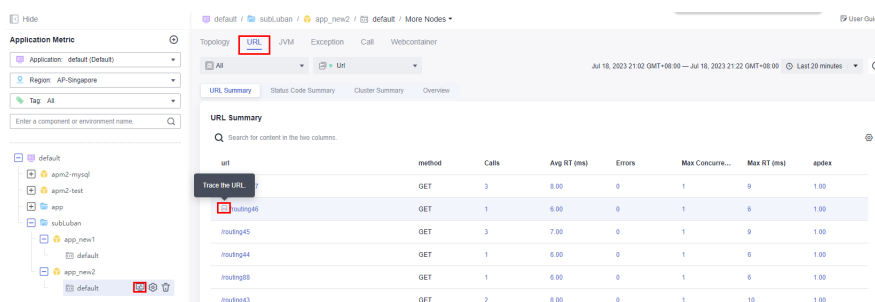 Hide
default / subLuban / app_new2 / default / More Nodes
User Guid
Application Metric
Topology URL JVM Exception Call Webcontainer
Application: default (Default)
All
Url
Jul 18, 2023 21:02 GMT+08:00 — Jul 18, 2023 21:22 GMT+08:00
Last 20 minutes
Region: AP-Singapore
URL Summary Status Code Summary Cluster Summary Overview
Tag: All
Enter a component or environment name.
URL Summary
Search for content in the two columns.
default
apm2-mysql
apm2-test
app
subLuban
app_new1
default
app_new2
default
url method Calls Avg RT (ms) Errors Max Concurre... Max RT (ms) apdex
Trace the URL.
7 GET 3 8.00 0 1 9 1.00
/routing46 GET 1 6.00 0 1 6 1.00
/routing45 GET 3 7.00 0 1 9 1.00
/routing44 GET 1 6.00 0 1 6 1.00
/routing88 GET 1 6.00 0 1 6 1.00
/routing43 GET 2 8.00 1 10 1.00